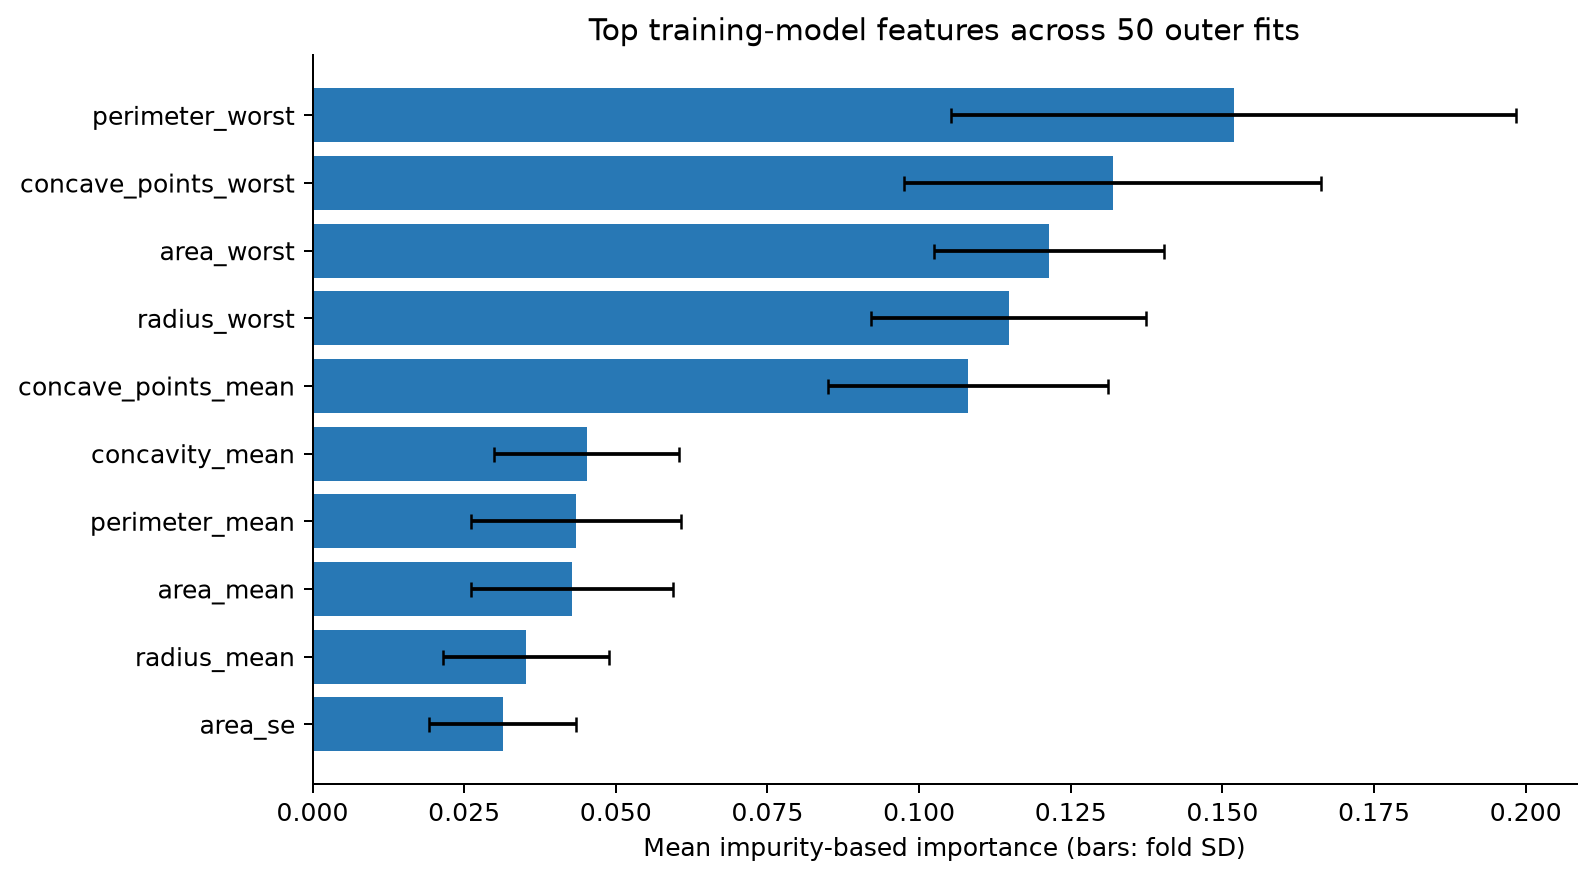 Top training-model features across 50 outer fits
perimeter_worst
concave_points_worst
area_worst
radius_worst
concave_points_mean
concavity_mean
perimeter_mean
area_mean
radius_mean
area_se
0.000 0.025 0.050 0.075 0.100 0.125 0.150 0.175 0.200
Mean impurity-based importance (bars: fold SD)